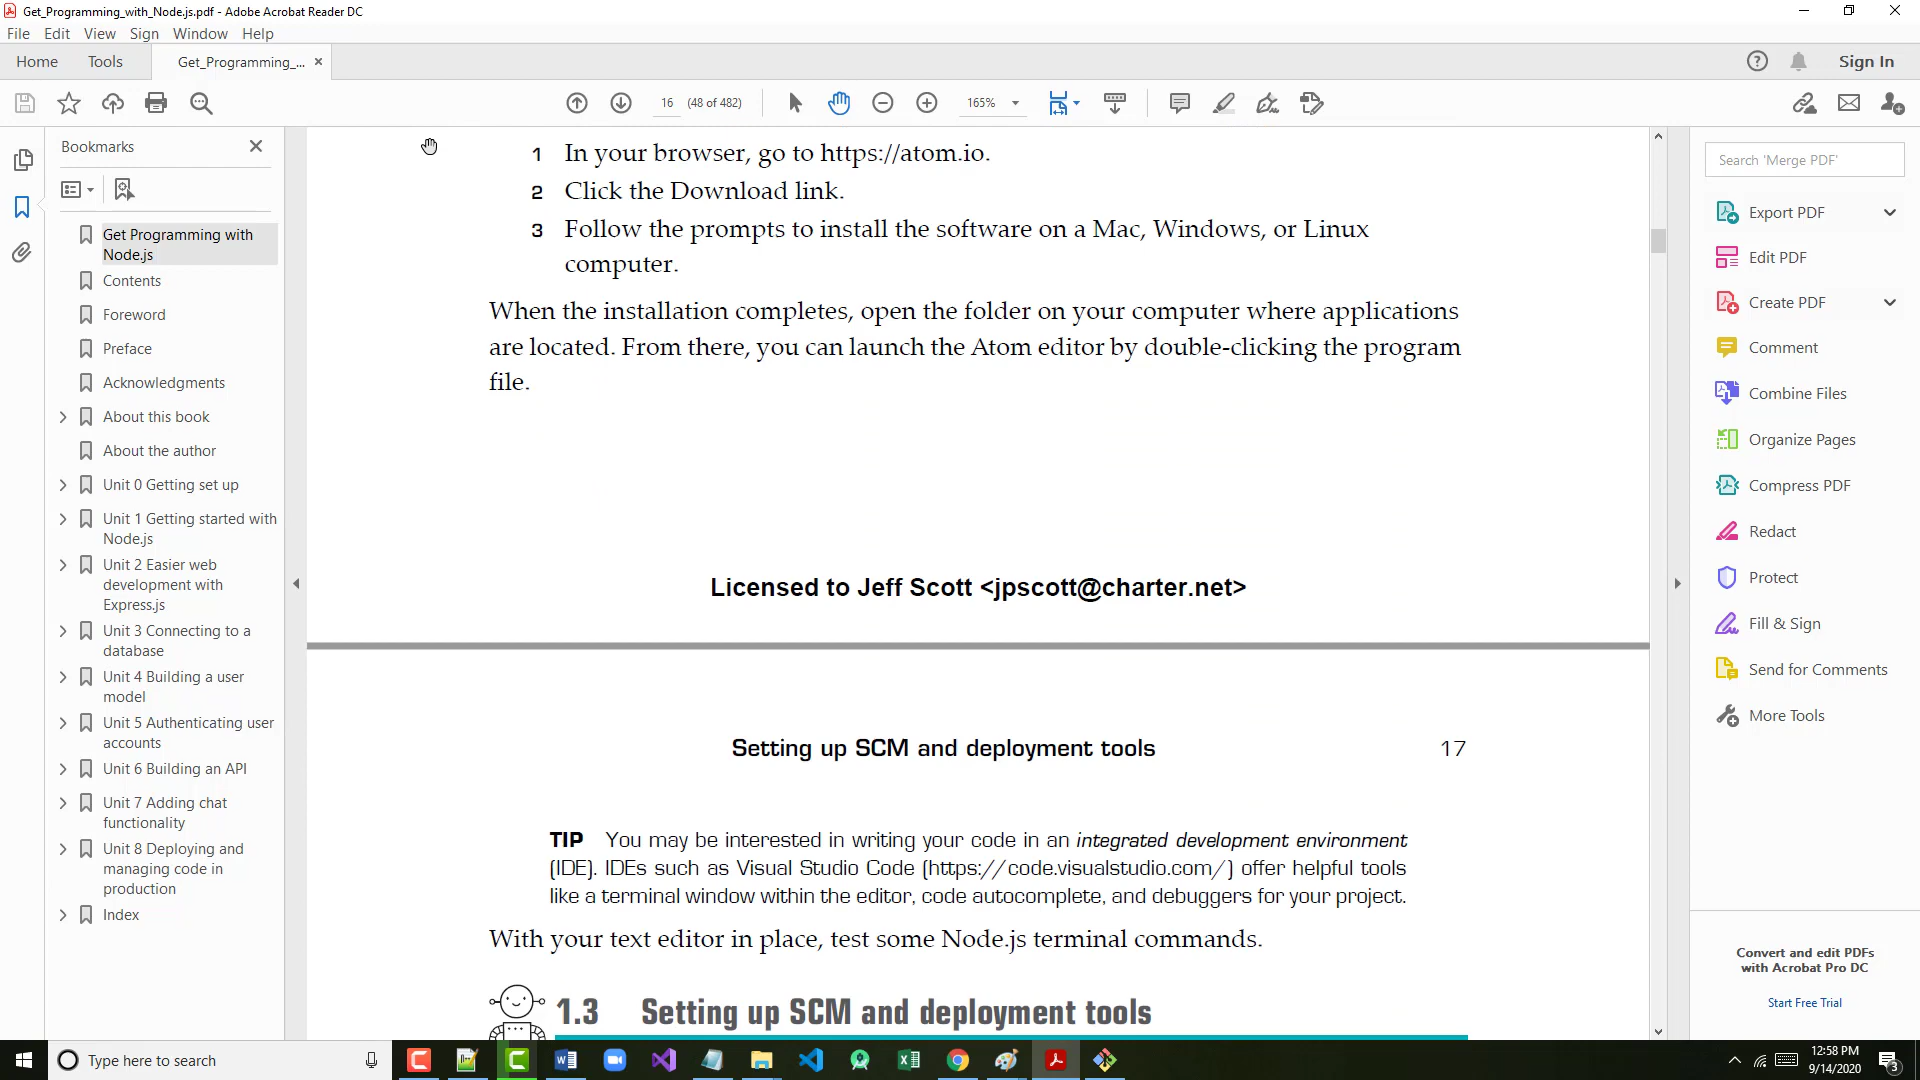 Get_Programming_with_Node.js.pdf - Adobe Acrobat Reader DC
File Edit View Sign Window Help
Home Tools Get_Programming_... ×
Sign In
16 (48 of 482) 165%
Bookmarks
Get Programming with
Node.js
Contents
Foreword
Preface
Acknowledgments
About this book
About the author
Unit 0 Getting set up
Unit 1 Getting started with
Node.js
Unit 2 Easier web
development with
Express.js
Unit 3 Connecting to a
database
Unit 4 Building a user
model
Unit 5 Authenticating user
accounts
Unit 6 Building an API
Unit 7 Adding chat
functionality
Unit 8 Deploying and
managing code in
production
Index
1 In your browser, go to https://atom.io.
2 Click the Download link.
3 Follow the prompts to install the software on a Mac, Windows, or Linux
computer.
When the installation completes, open the folder on your computer where applications
are located. From there, you can launch the Atom editor by double-clicking the program
file.
Licensed to Jeff Scott <jpscott@charter.net>
Setting up SCM and deployment tools 17
TIP You may be interested in writing your code in an integrated development environment
(IDE). IDEs such as Visual Studio Code (https://code.visualstudio.com/) offer helpful tools
like a terminal window within the editor, code autocomplete, and debuggers for your project.
With your text editor in place, test some Node.js terminal commands.
1.3 Setting up SCM and deployment tools
Search 'Merge PDF'
Export PDF
Edit PDF
Create PDF
Comment
Combine Files
Organize Pages
Compress PDF
Redact
Protect
Fill & Sign
Send for Comments
More Tools
Convert and edit PDFs
with Acrobat Pro DC
Start Free Trial
Type here to search
12:58 PM
9/14/2020
3